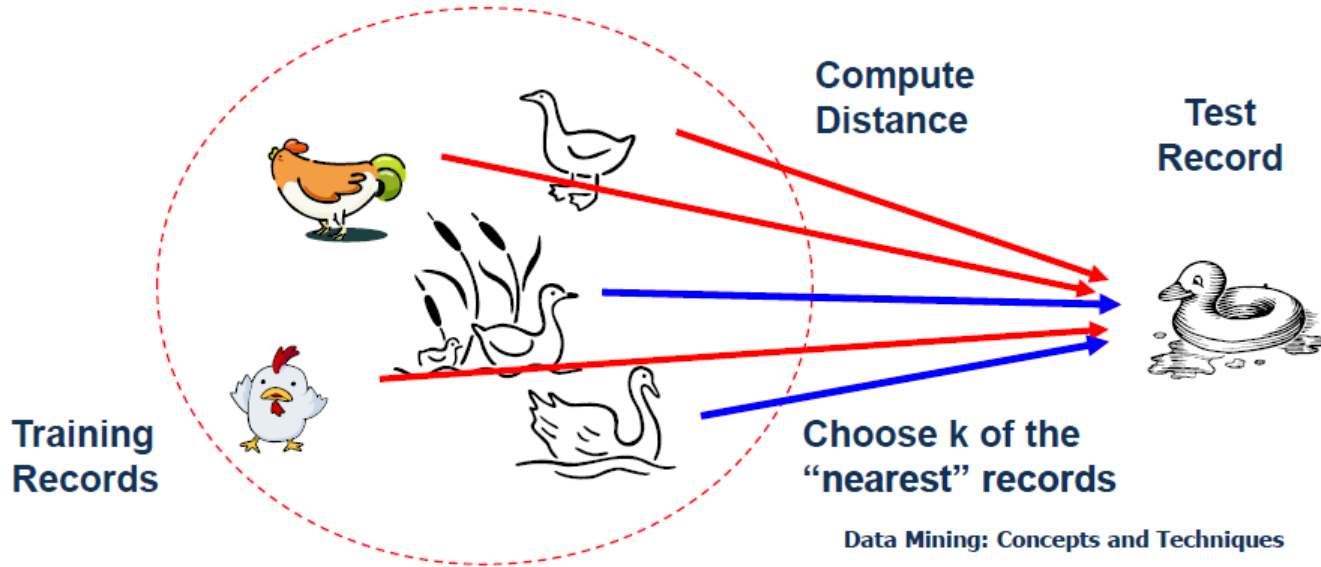 Compute
Distance
Test
Record
Training
Records
Choose k of the
“nearest” records
Data Mining: Concepts and Techniques